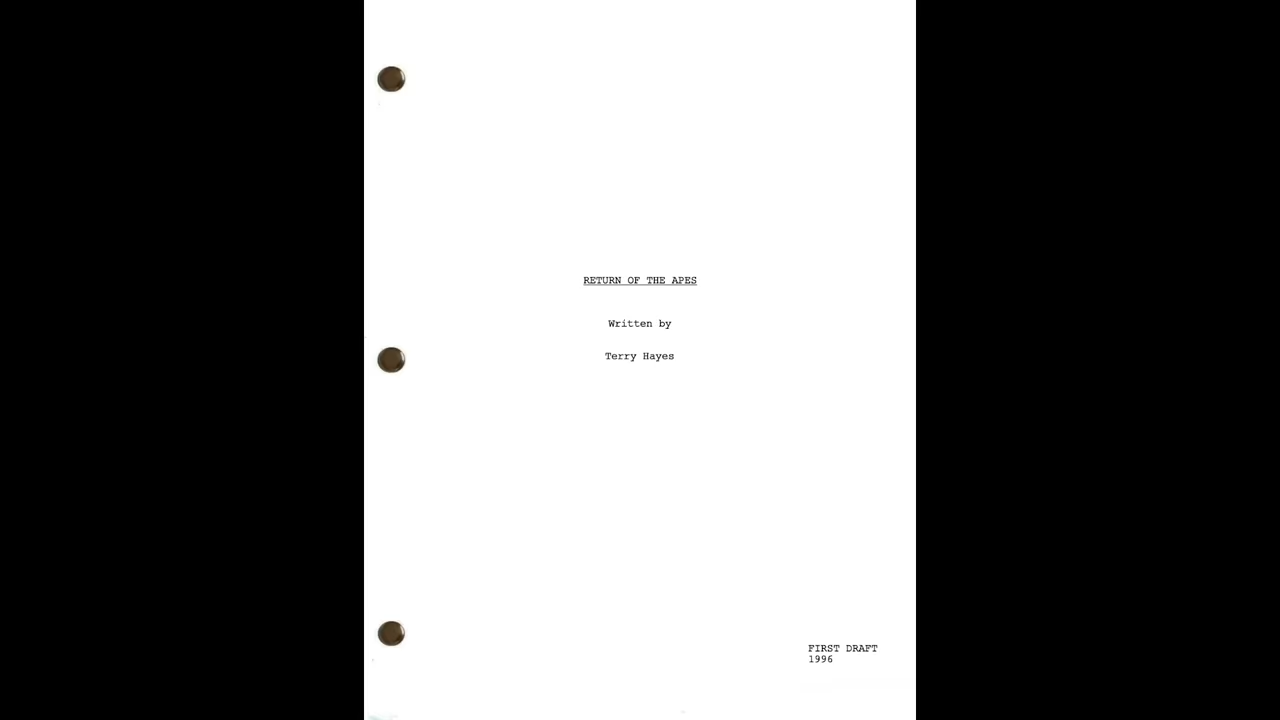 RETURN OF THE APES
Written by
Terry Hayes
FIRST DRAFT
1996